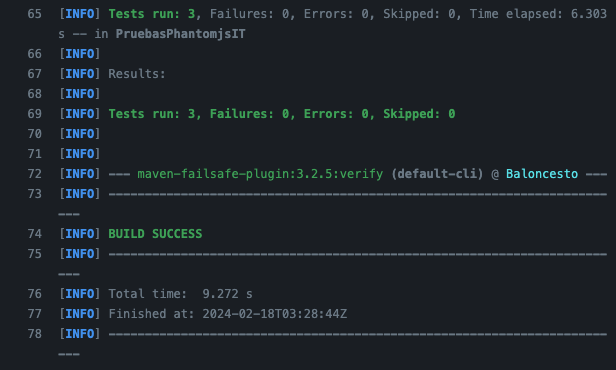 65 [INFO] Tests run: 3, Failures: 0, Errors: 0, Skipped: 0, Time elapsed: 6.303
s -- in PruebasPhantomjsIT
66 [INFO]
67 [INFO] Results:
68 [INFO]
69 [INFO] Tests run: 3, Failures: 0, Errors: 0, Skipped: 0
70 [INFO]
71 [INFO]
72 [INFO] --- maven-failsafe-plugin:3.2.5:verify (default-cli) @ Baloncesto ---
73 [INFO] ---------------------------------------------------------------------
---
74 [INFO] BUILD SUCCESS
75 [INFO] ---------------------------------------------------------------------
---
76 [INFO] Total time:  9.272 s
77 [INFO] Finished at: 2024-02-18T03:28:44Z
78 [INFO] ---------------------------------------------------------------------
---